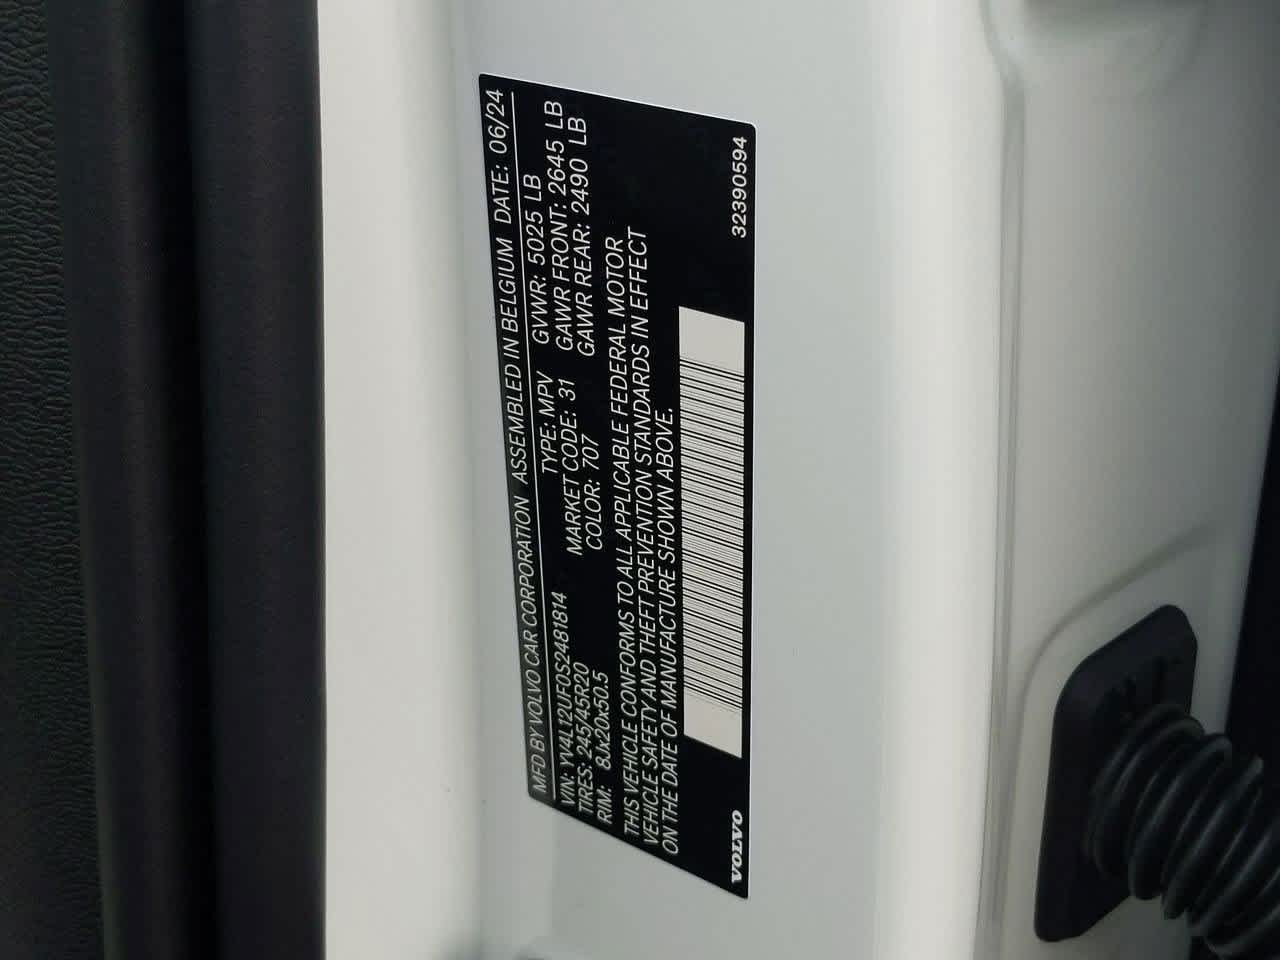 MFD BY VOLVO CAR CORPORATION ASSEMBLED IN BELGIUM DATE: 06/24
VIN: YV4L12UF0S2481814 TYPE: MPV GVWR: 5025 LB
TIRES: 245/45R20 MARKET CODE: 31 GAWR FRONT: 2645 LB
RIM: 8Jx20x50.5 COLOR: 707 GAWR REAR: 2490 LB
THIS VEHICLE CONFORMS TO ALL APPLICABLE FEDERAL MOTOR
VEHICLE SAFETY AND THEFT PREVENTION STANDARDS IN EFFECT
ON THE DATE OF MANUFACTURE SHOWN ABOVE.
VOLVO 32390594